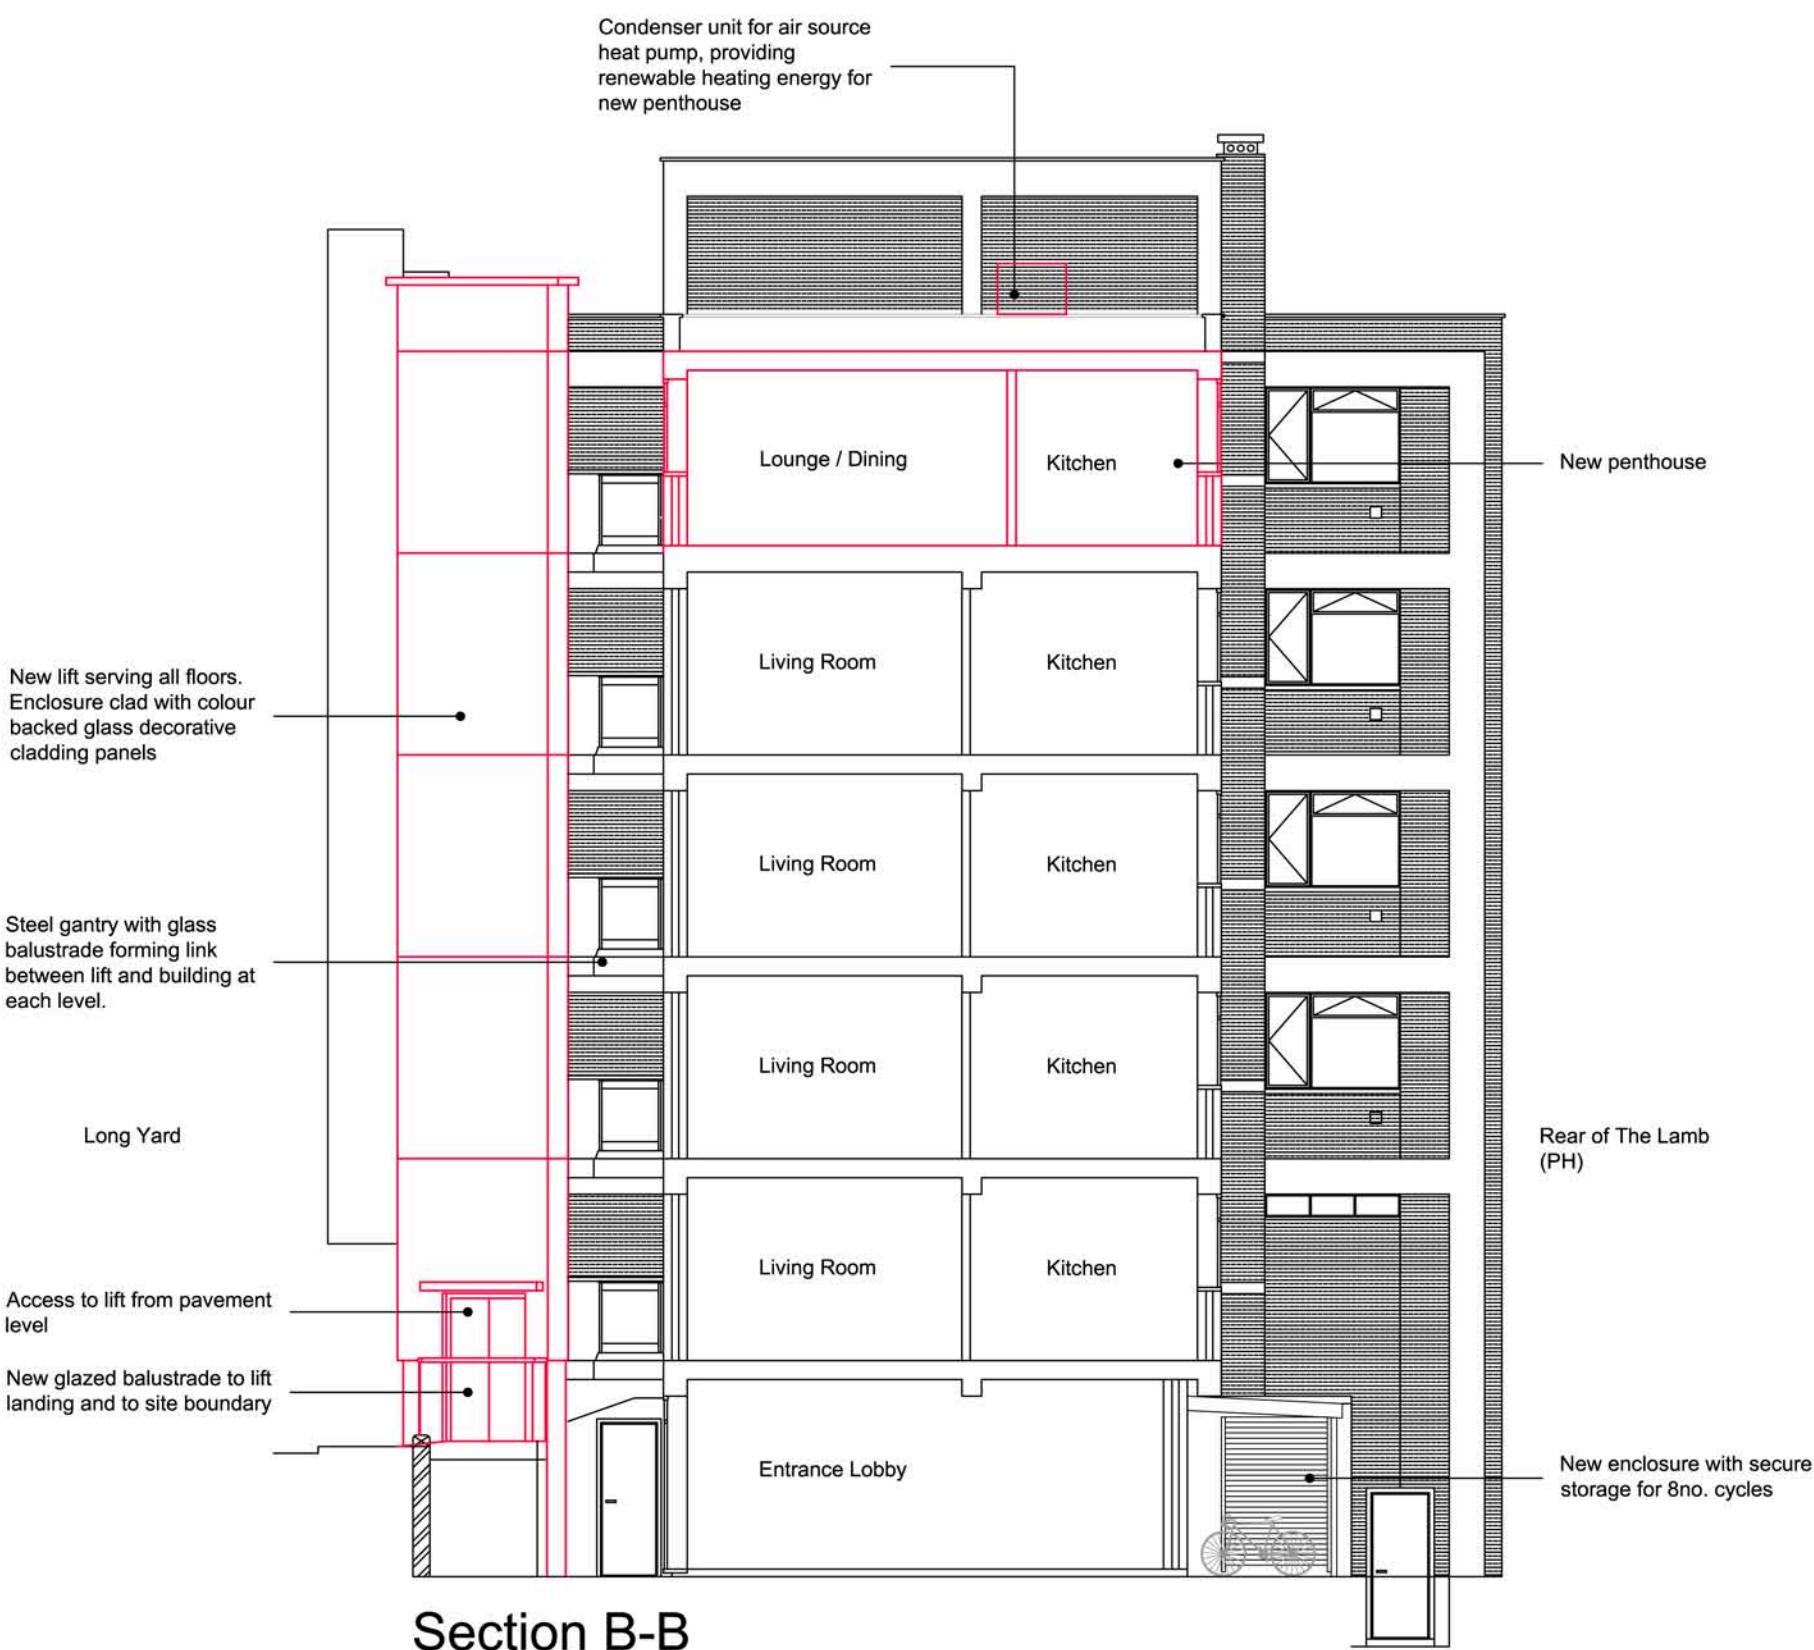 Condenser unit for air source
heat pump, providing
renewable heating energy for
new penthouse
Lounge / Dining
Kitchen
New penthouse
New lift serving all floors.
Enclosure clad with colour
backed glass decorative
cladding panels
Living Room
Kitchen
Living Room
Kitchen
Steel gantry with glass
balustrade forming link
between lift and building at
each level.
Living Room
Kitchen
Long Yard
Rear of The Lamb
(PH)
Living Room
Kitchen
Access to lift from pavement
level
New glazed balustrade to lift
landing and to site boundary
Entrance Lobby
New enclosure with secure
storage for 8no. cycles
Section B-B